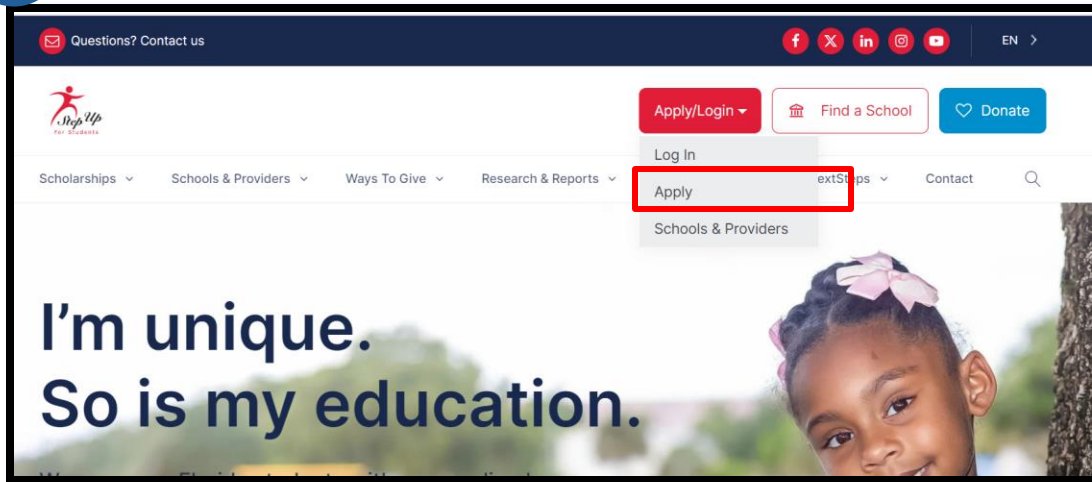 Questions? Contact us
EN >
Step Up
For Students
Apply/Login
Find a School
Donate
Log In
Apply
Schools & Providers
Scholarships
Schools & Providers
Ways To Give
Research & Reports
extSteps
Contact
I'm unique.
So is my education.